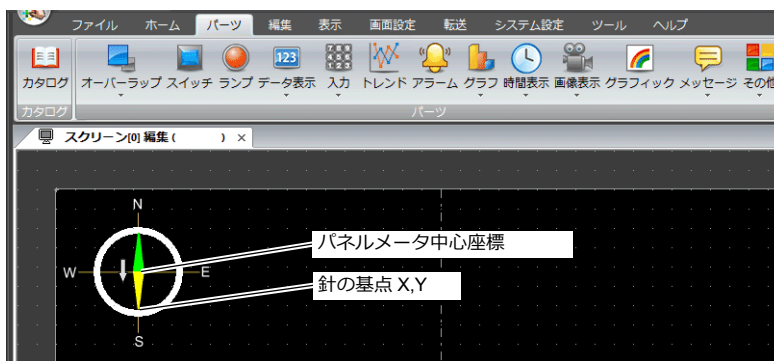 ファイル ホーム パーツ 編集 表示 画面設定 転送 システム設定 ツール ヘルプ
123
カタログ オーバーラップ スイッチ ランプ データ表示 入力 トレンド アラーム グラフ 時間表示 画像表示 グラフィック メッセージ その他
カタログ パーツ
スクリーン[0] 編集 ( ) ×
N
パネルメータ中心座標
W E
針の基点 X,Y
S